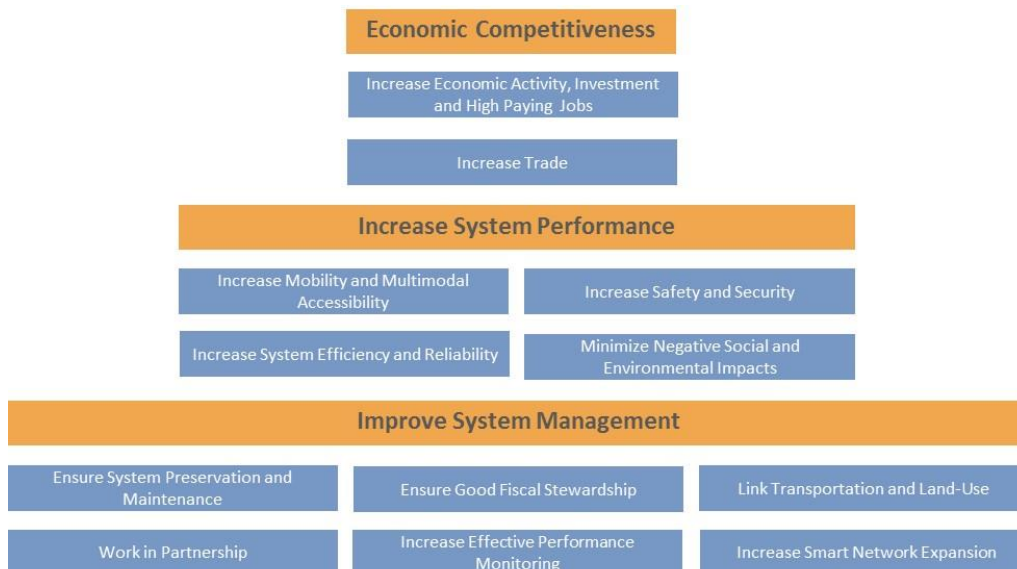 Economic Competitiveness
Increase Economic Activity, Investment
and High Paying Jobs
Increase Trade
Increase System Performance
Increase Mobility and Multimodal
Accessibility
Increase Safety and Security
Increase System Efficiency and Reliability
Minimize Negative Social and
Environmental Impacts
Improve System Management
Ensure System Preservation and
Maintenance
Ensure Good Fiscal Stewardship
Link Transportation and Land-Use
Work in Partnership
Increase Effective Performance
Monitoring
Increase Smart Network Expansion